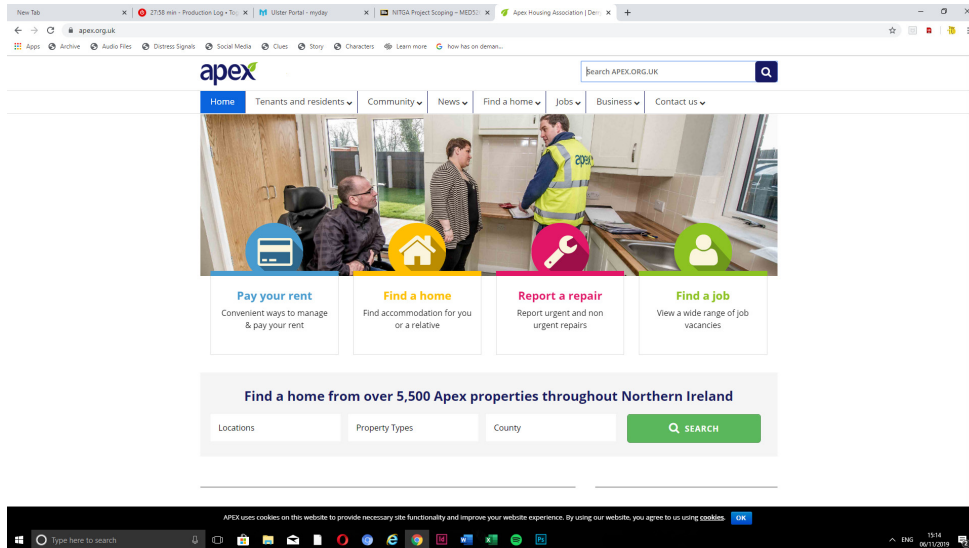 New Tab
27:58 min - Production Log • Tog
Ulster Portal - myday
NITGA Project Scoping – MED52
Apex Housing Association | Dem
apex.org.uk
Apps Archive Audio Files Distress Signals Social Media Clues Story Characters Learn more how has on deman...
apex
Search APEX.ORG.UK
Home Tenants and residents Community News Find a home Jobs Business Contact us
apex
Pay your rent
Convenient ways to manage
& pay your rent
Find a home
Find accommodation for you
or a relative
Report a repair
Report urgent and non
urgent repairs
Find a job
View a wide range of job
vacancies
Find a home from over 5,500 Apex properties throughout Northern Ireland
Locations Property Types County SEARCH
APEX uses cookies on this website to provide necessary site functionality and improve your website experience. By using our website, you agree to us using cookies. OK
Type here to search
ENG
15:14
06/11/2019